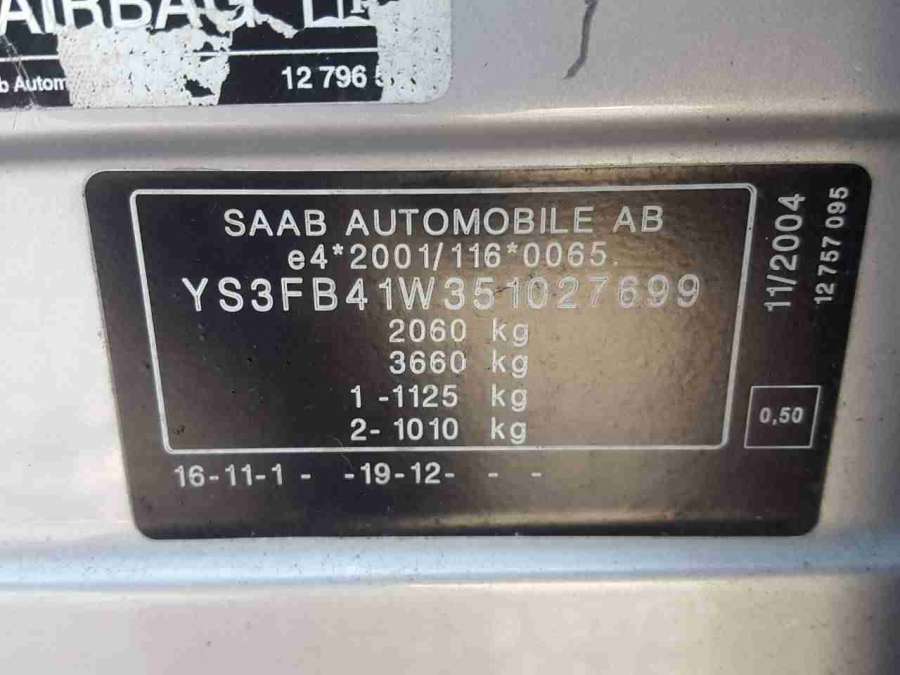 AIRBAG
12 796
SAAB AUTOMOBILE AB
e4*2001/116*0065.
YS3FB41W351027699
2060 kg
3660 kg
1 -1125 kg
2- 1010 kg
16-11-1 - -19-12- - -
11/2004
12 757 095
0,50